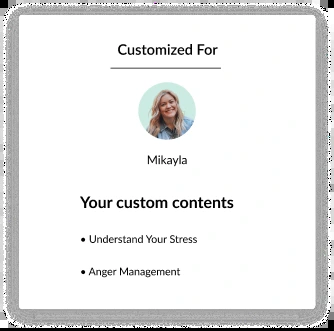 Customized For
Mikayla
Your custom contents
• Understand Your Stress
• Anger Management